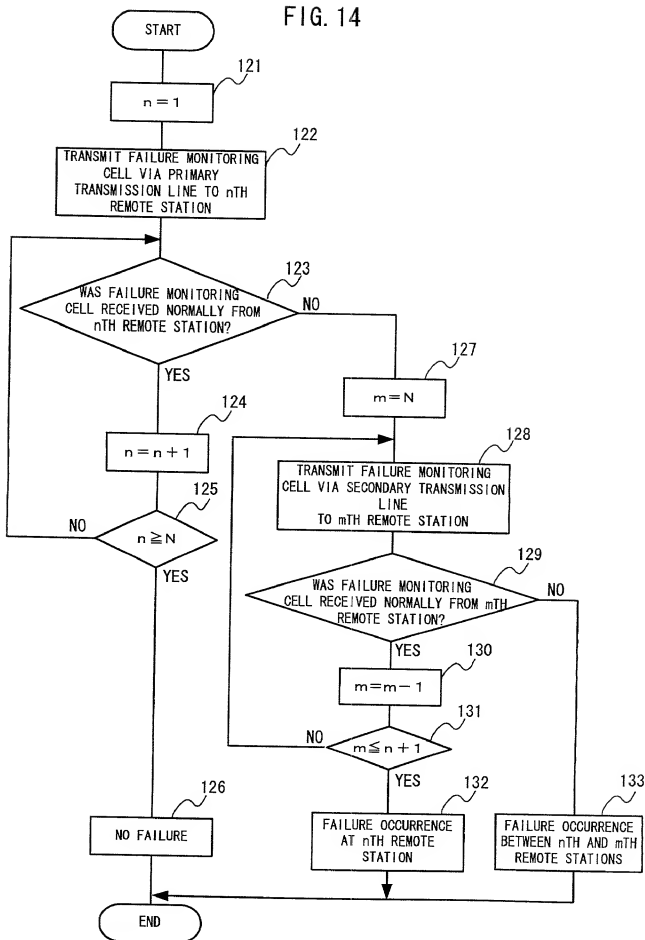 FIG. 14
START
121
n=1
122
TRANSMIT FAILURE MONITORING
CELL VIA PRIMARY
TRANSMISSION LINE TO nTH
REMOTE STATION
123
WAS FAILURE MONITORING
CELL RECEIVED NORMALLY FROM
nTH REMOTE STATION?
NO
YES
124
n=n+1
125
n≧N
NO
YES
127
m=N
128
TRANSMIT FAILURE MONITORING
CELL VIA SECONDARY TRANSMISSION
LINE
TO mTH REMOTE STATION
129
WAS FAILURE MONITORING
CELL RECEIVED NORMALLY FROM mTH
REMOTE STATION?
NO
YES
130
m=m-1
131
m≦n+1
NO
YES
126
NO FAILURE
132
FAILURE OCCURRENCE
AT nTH REMOTE
STATION
133
FAILURE OCCURRENCE
BETWEEN nTH AND mTH
REMOTE STATIONS
END